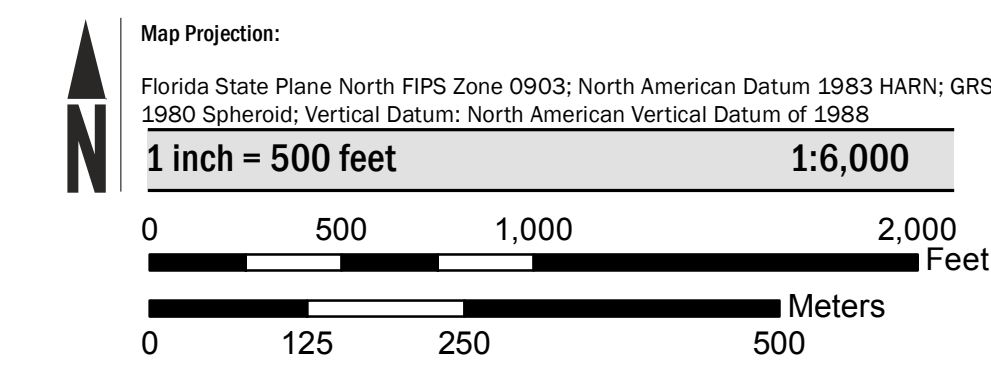 Map Projection:
Florida State Plane North FIPS Zone 0903; North American Datum 1983 HARN; GRS
1980 Spheroid; Vertical Datum: North American Vertical Datum of 1988
N
1 inch = 500 feet 1:6,000
0 500 1,000 2,000
Feet
Meters
0 125 250 500